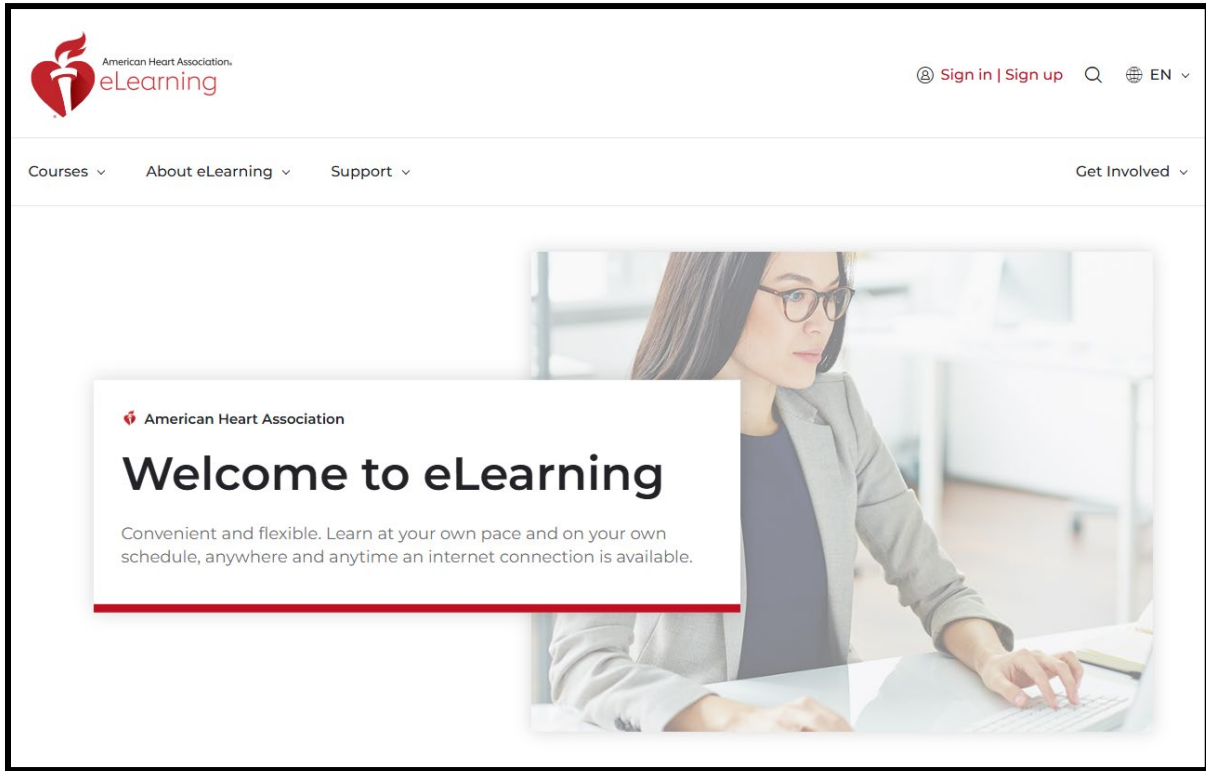 American Heart Association®
eLearning
Sign in | Sign up
EN
Courses
About eLearning
Support
Get Involved
American Heart Association
Welcome to eLearning
Convenient and flexible. Learn at your own pace and on your own
schedule, anywhere and anytime an internet connection is available.